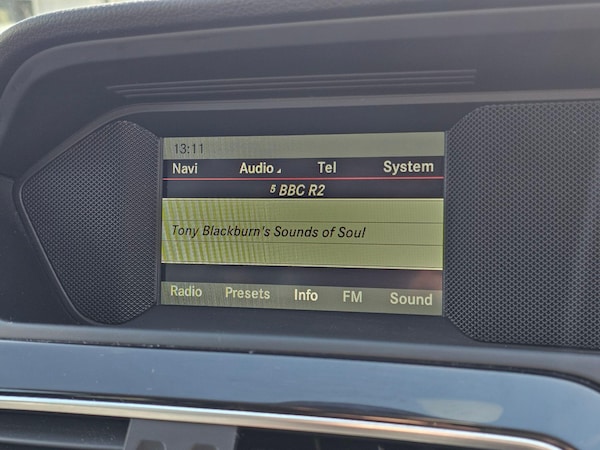 13:11
Navi Audio Tel System
5 BBC R2
Tony Blackburn's Sounds of Soul
Radio Presets Info FM Sound